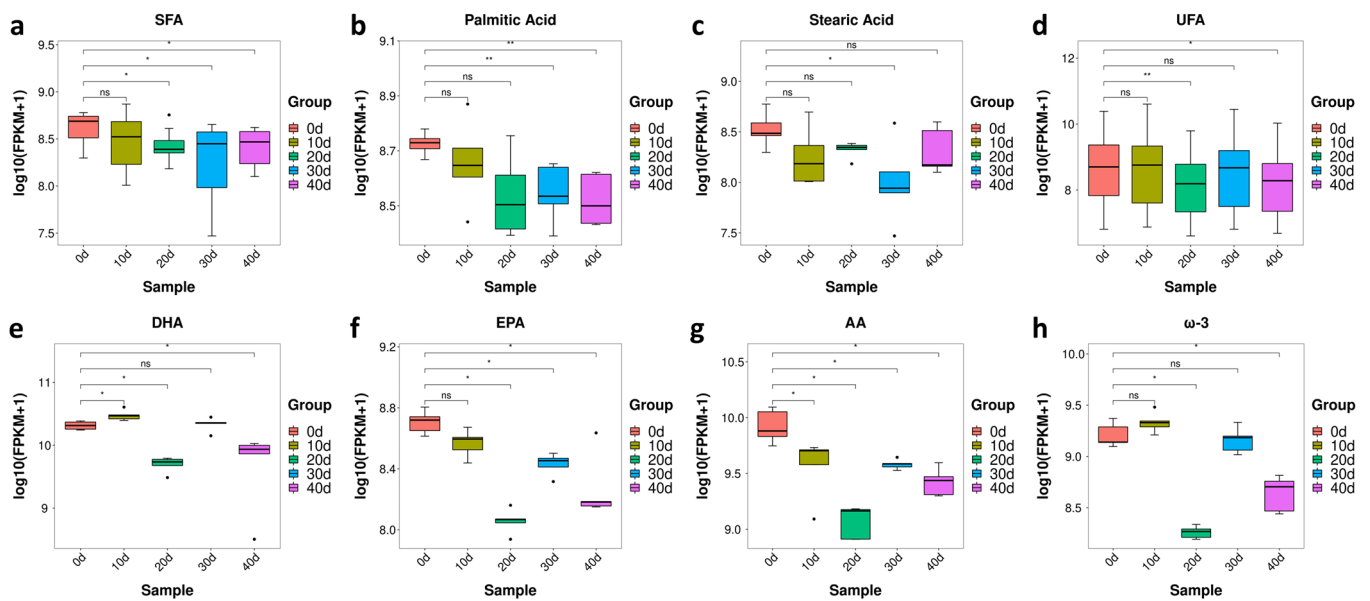 a
SFA
log10(FPKM+1)
9.5
9.0
8.5
8.0
7.5
*
*
*
ns
0d
10d
20d
30d
40d
Sample
Group
0d
10d
20d
30d
40d
b
Palmitic Acid
log10(FPKM+1)
9.1
8.9
8.7
8.5
**
**
ns
ns
0d
10d
20d
30d
40d
Sample
Group
0d
10d
20d
30d
40d
c
Stearic Acid
log10(FPKM+1)
9.0
8.5
8.0
7.5
ns
*
ns
ns
0d
10d
20d
30d
40d
Sample
Group
0d
10d
20d
30d
40d
d
UFA
log10(FPKM+1)
12
10
8
*
ns
**
ns
0d
10d
20d
30d
40d
Sample
Group
0d
10d
20d
30d
40d
e
DHA
log10(FPKM+1)
11
10
9
*
ns
*
*
0d
10d
20d
30d
40d
Sample
Group
0d
10d
20d
30d
40d
f
EPA
log10(FPKM+1)
9.2
8.8
8.4
8.0
*
*
*
ns
0d
10d
20d
30d
40d
Sample
Group
0d
10d
20d
30d
40d
g
AA
log10(FPKM+1)
10.5
10.0
9.5
9.0
*
*
*
*
0d
10d
20d
30d
40d
Sample
Group
0d
10d
20d
30d
40d
h
ω-3
log10(FPKM+1)
10.0
9.5
9.0
8.5
*
ns
*
ns
0d
10d
20d
30d
40d
Sample
Group
0d
10d
20d
30d
40d